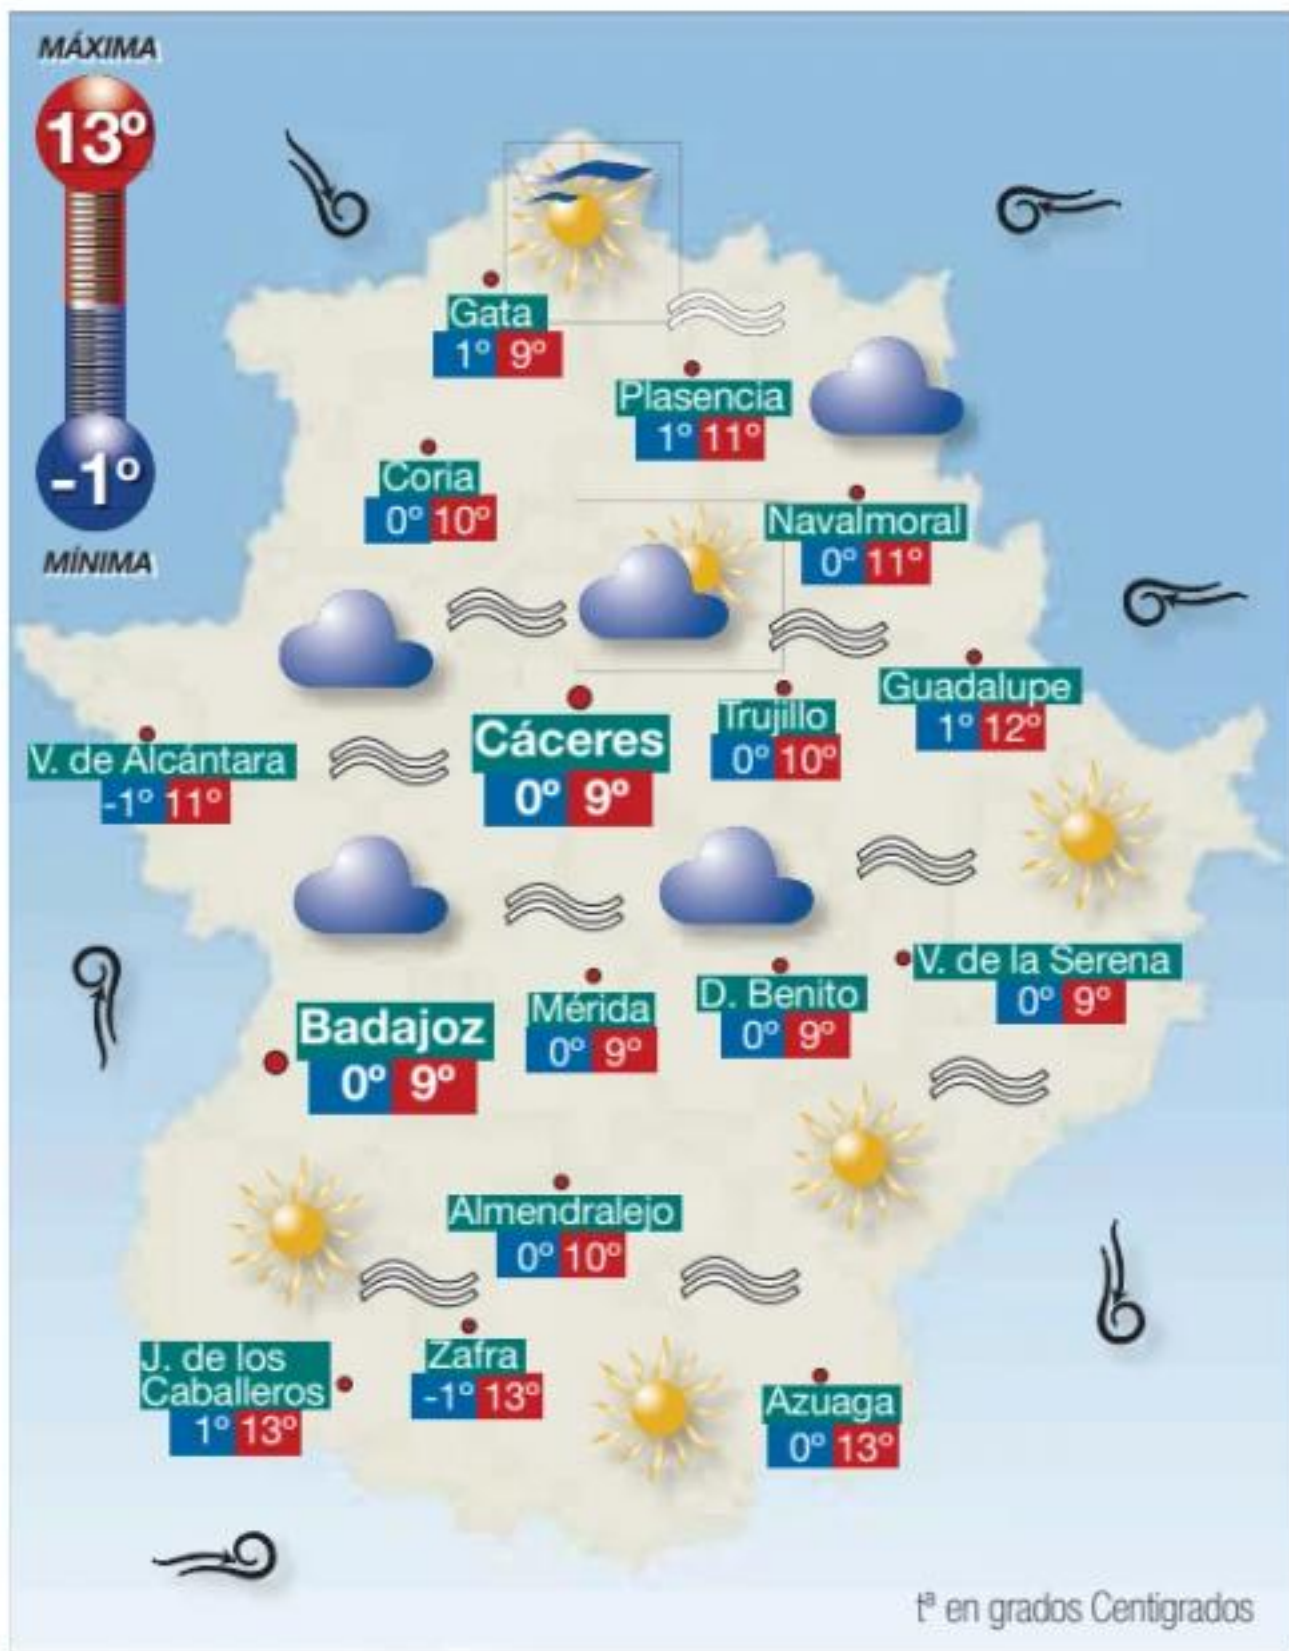 MÁXIMA
13º
-1º
MÍNIMA
Gata
1º 9º
Plasencia
1º 11º
Coria
0º 10º
Navalmoral
0º 11º
Guadalupe
1º 12º
Trujillo
0º 10º
Cáceres
0º 9º
V. de Alcántara
-1º 11º
V. de la Serena
0º 9º
D. Benito
0º 9º
Mérida
0º 9º
Badajoz
0º 9º
Almendralejo
0º 10º
J. de los
Caballeros
1º 13º
Zafra
-1º 13º
Azuaga
0º 13º
tª en grados Centigrados